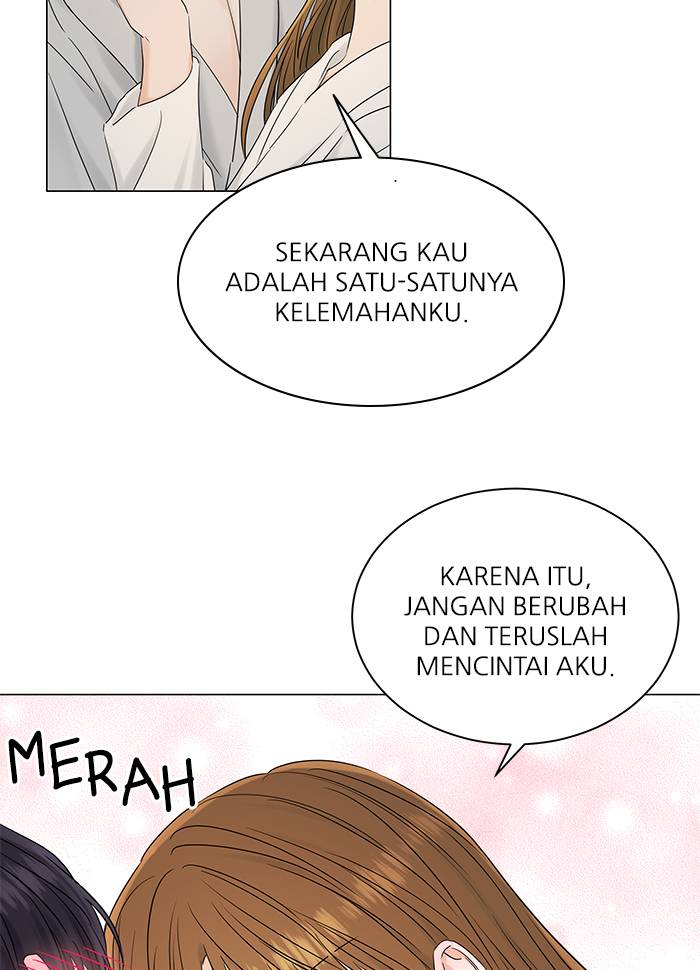 SEKARANG KAU
ADALAH SATU-SATUNYA
KELEMAHANKU.
KARENA ITU,
JANGAN BERUBAH
DAN TERUSLAH
MENCINTAI AKU.
MERAH